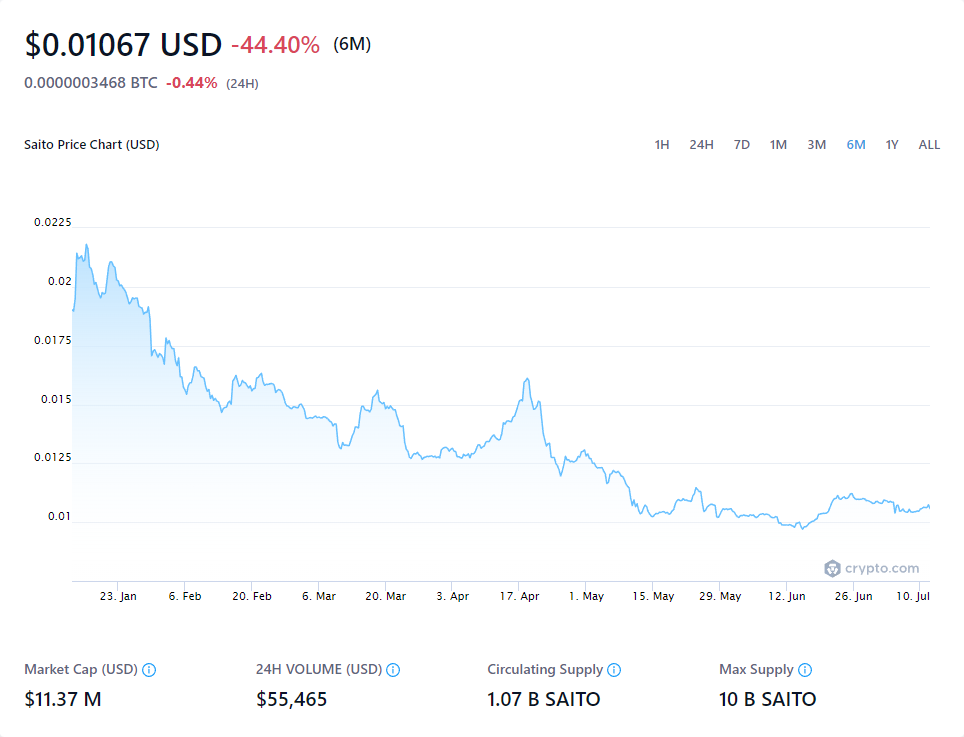 $0.01067 USD -44.40% (6M)
0.0000003468 BTC -0.44% (24H)
Saito Price Chart (USD) 1H 24H 7D 1M 3M 6M 1Y ALL
0.0225
0.02
0.0175
0.015
0.0125
0.01
crypto.com
23. Jan 6. Feb 20. Feb 6. Mar 20. Mar 3. Apr 17. Apr 1. May 15. May 29. May 12. Jun 26. Jun 10. Jul
Market Cap (USD) 24H VOLUME (USD) Circulating Supply Max Supply
$11.37 M $55,465 1.07 B SAITO 10 B SAITO